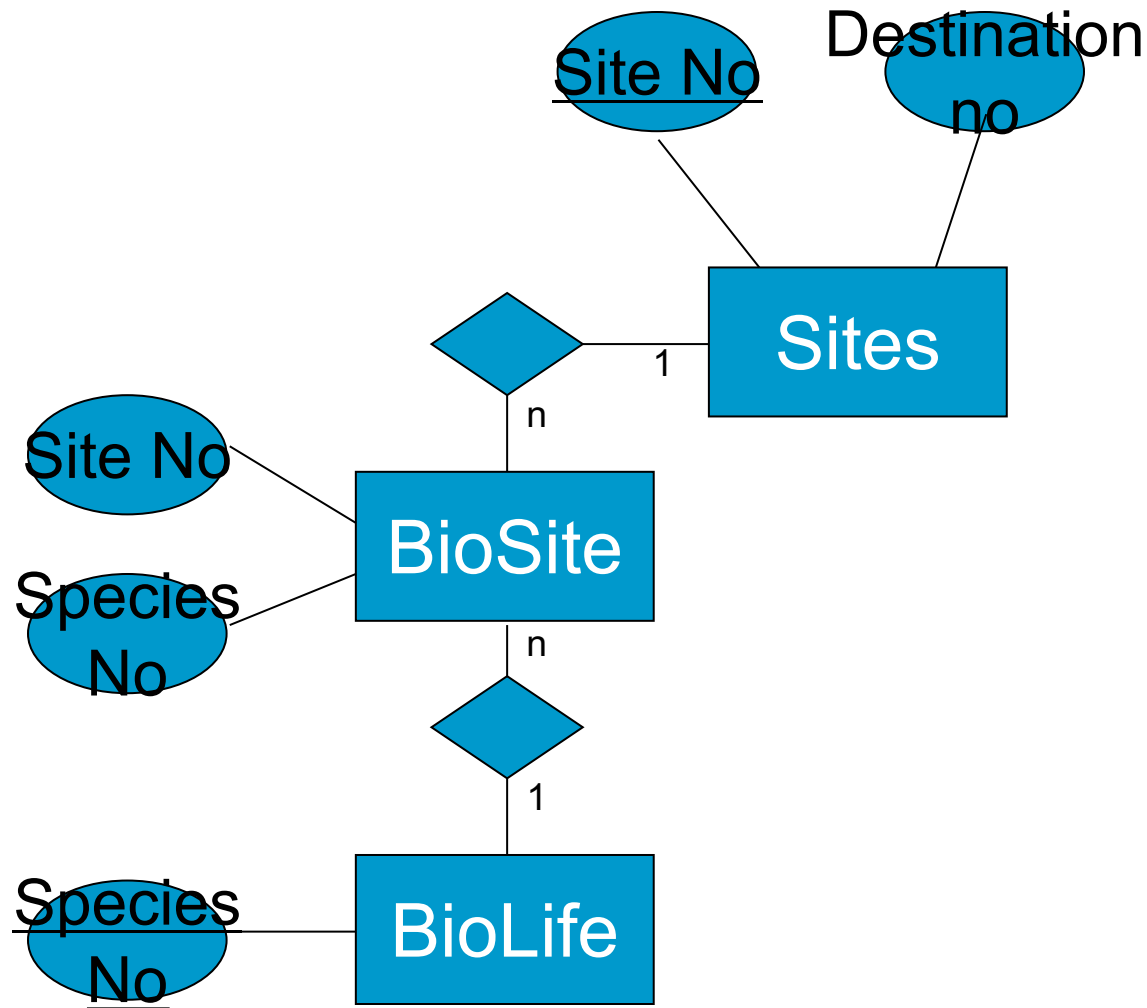 Site No
Destination
no
Sites
1
n
Site No
BioSite
Species
No
n
1
Species
No
BioLife